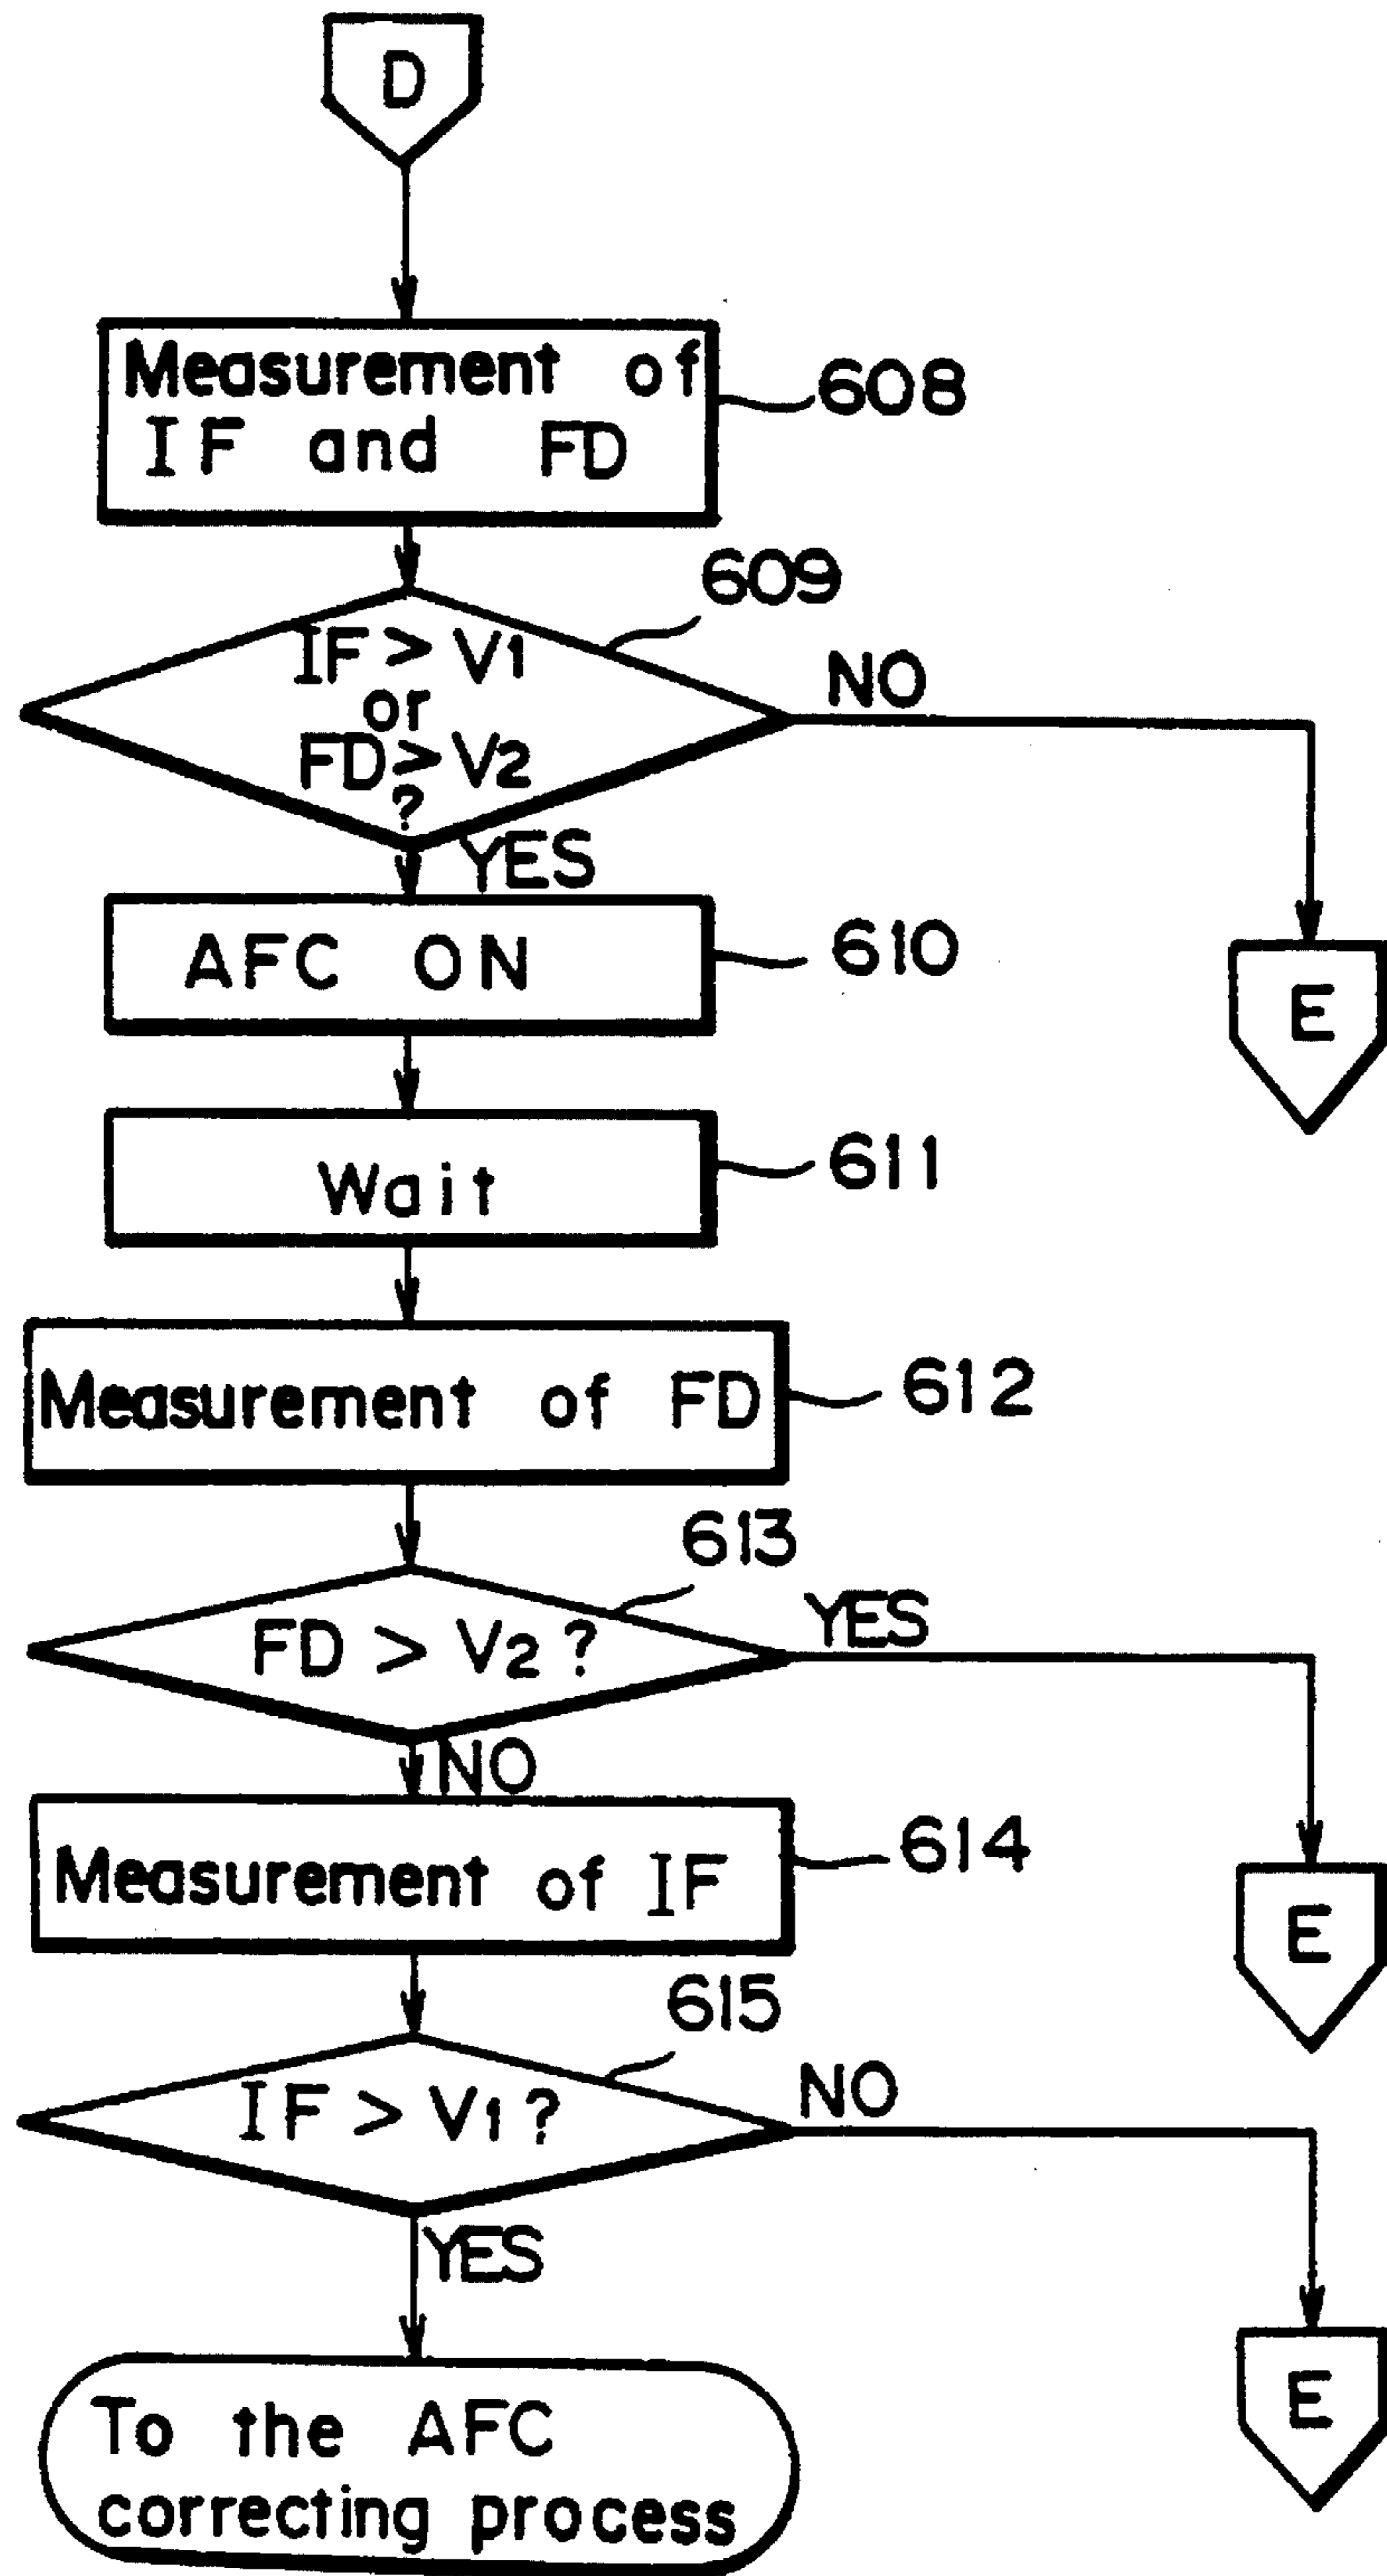 D
Measurement of
IF and FD
608
609
IF > V1
or
FD > V2
?
NO
YES
E
AFC ON
610
Wait
611
Measurement of FD
612
613
FD > V2 ?
YES
NO
E
Measurement of IF
614
615
IF > V1 ?
NO
YES
E
To the AFC
correcting process